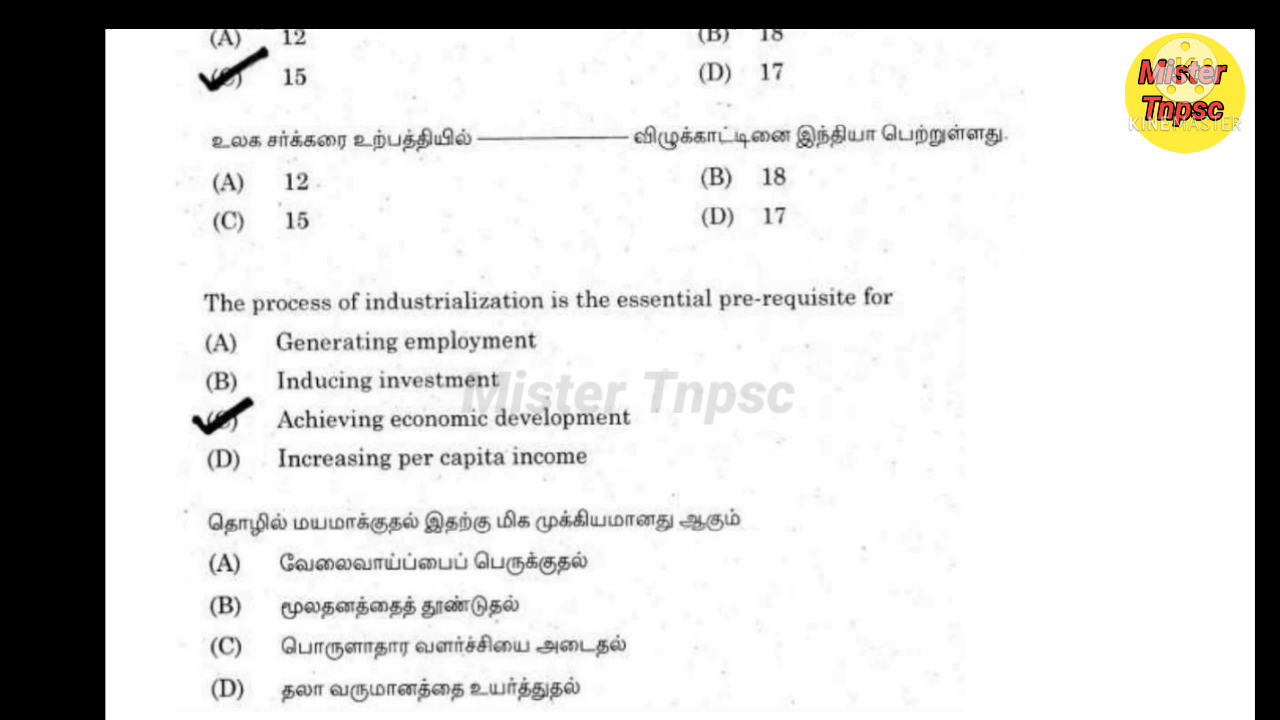 (A) 12 (B) 18
(C) 15 (D) 17
உலக சர்க்கரை உற்பத்தியில் ——————— விழுக்காட்டினை இந்தியா பெற்றுள்ளது.
(A) 12 (B) 18
(C) 15 (D) 17
The process of industrialization is the essential pre-requisite for
(A) Generating employment
(B) Inducing investment
(C) Achieving economic development
(D) Increasing per capita income
தொழில் மயமாக்குதல் இதற்கு மிக முக்கியமானது ஆகும்
(A) வேலைவாய்ப்பைப் பெருக்குதல்
(B) மூலதனத்தைத் தூண்டுதல்
(C) பொருளாதார வளர்ச்சியை அடைதல்
(D) தலா வருமானத்தை உயர்த்துதல்
Mister Tnpsc
Mister
Tnpsc
KINEMASTER